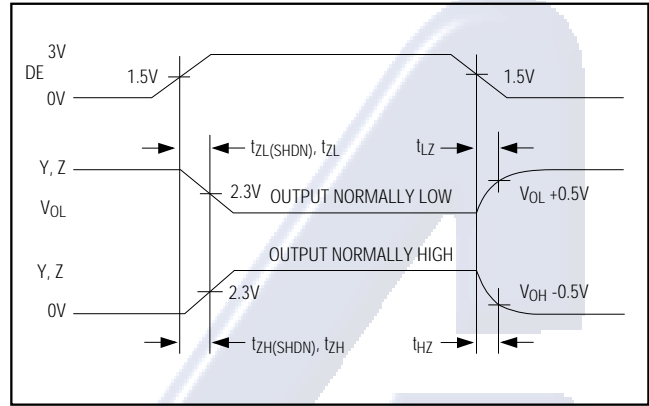 3V
DE
1.5V
1.5V
0V
tZL(SHDN), tZL
tLZ
Y, Z
2.3V
OUTPUT NORMALLY LOW
VOL +0.5V
VOL
OUTPUT NORMALLY HIGH
Y, Z
2.3V
VOH -0.5V
0V
tZH(SHDN), tZH
tHZ